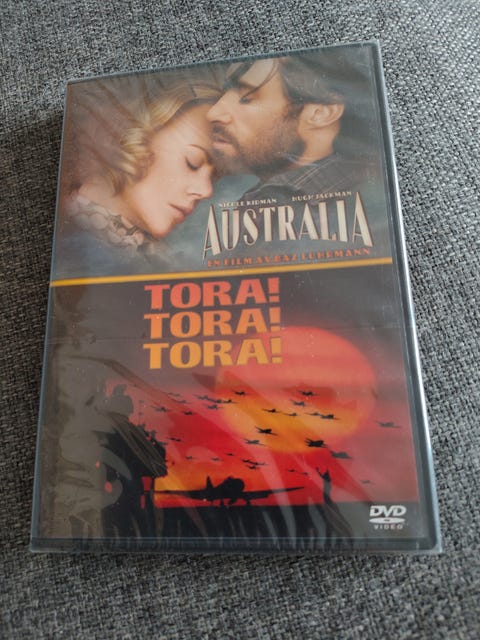 NICOLE KIDMAN HUGH JACKMAN
AUSTRALIA
EN FILM AV BAZ LUHRMANN
TORA!
TORA!
TORA!
DVD
VIDEO